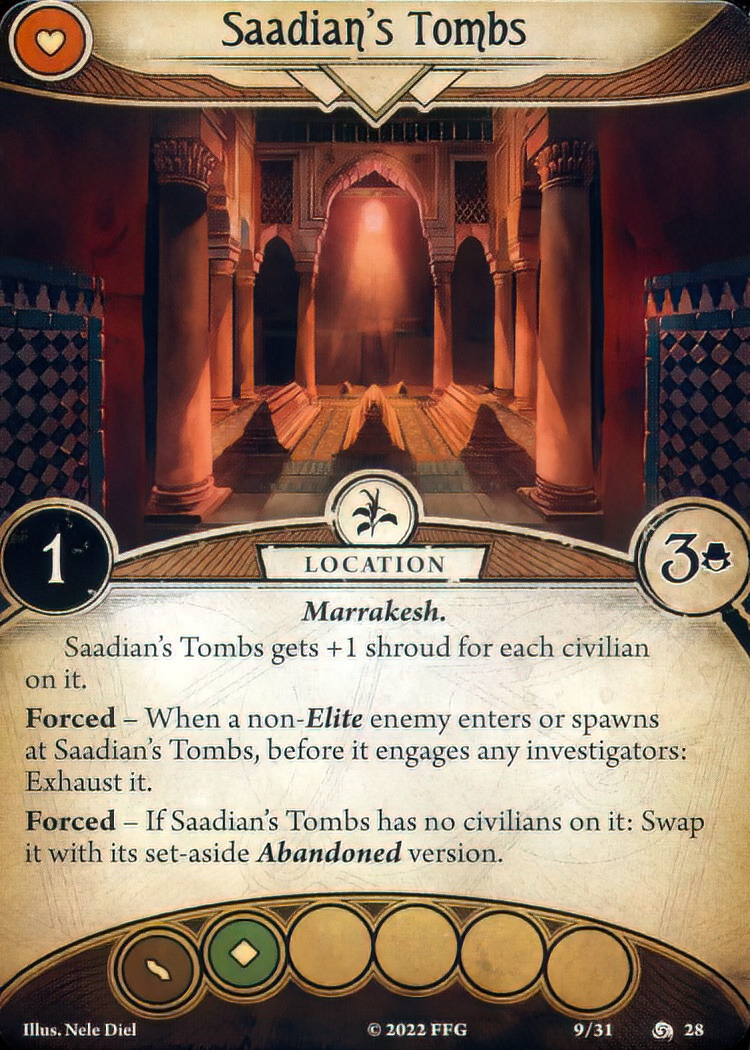 Saadian's Tombs
1
LOCATION
3
Marrakesh.
Saadian's Tombs gets +1 shroud for each civilian
on it.
Forced – When a non-Elite enemy enters or spawns
at Saadian's Tombs, before it engages any investigators:
Exhaust it.
Forced – If Saadian's Tombs has no civilians on it: Swap
it with its set-aside Abandoned version.
Illus. Nele Diel © 2022 FFG 9/31 28